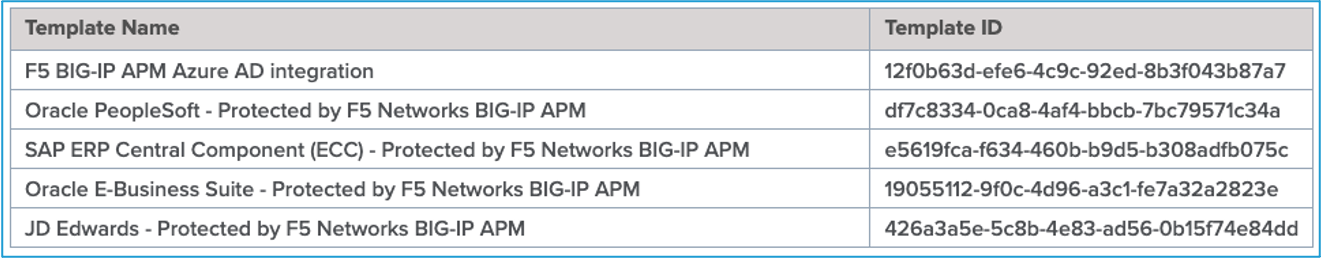 Template Name Template ID
F5 BIG-IP APM Azure AD integration 12f0b63d-efe6-4c9c-92ed-8b3f043b87a7
Oracle PeopleSoft - Protected by F5 Networks BIG-IP APM df7c8334-0ca8-4af4-bbcb-7bc79571c34a
SAP ERP Central Component (ECC) - Protected by F5 Networks BIG-IP APM e5619fca-f634-460b-b9d5-b308adfb075c
Oracle E-Business Suite - Protected by F5 Networks BIG-IP APM 19055112-9f0c-4d96-a3c1-fe7a32a2823e
JD Edwards - Protected by F5 Networks BIG-IP APM 426a3a5e-5c8b-4e83-ad56-0b15f74e84dd